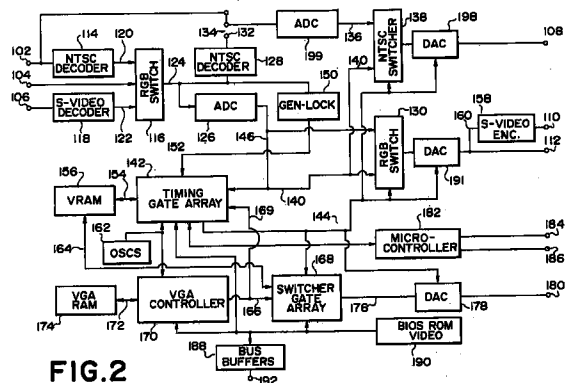 134
132
ADC
199
136
138
NTSC SWITCHER
198
DAC
108
102
114
NTSC DECODER
120
104
RGB SWITCH
116
124
NTSC DECODER
128
140
150
GEN-LOCK
106
S-VIDEO DECODER
118
122
ADC
126
146
130
RGB SWITCH
DAC
191
160
158
S-VIDEO ENC.
110
112
152
142
TIMING GATE ARRAY
140
156
VRAM
154
164
162
OSCS
169
144
182
MICRO-CONTROLLER
184
186
168
SWITCHER GATE ARRAY
166
176
DAC
178
180
174
VGA RAM
172
VGA CONTROLLER
170
188
BUS BUFFERS
192
BIOS ROM VIDEO
190
FIG.2